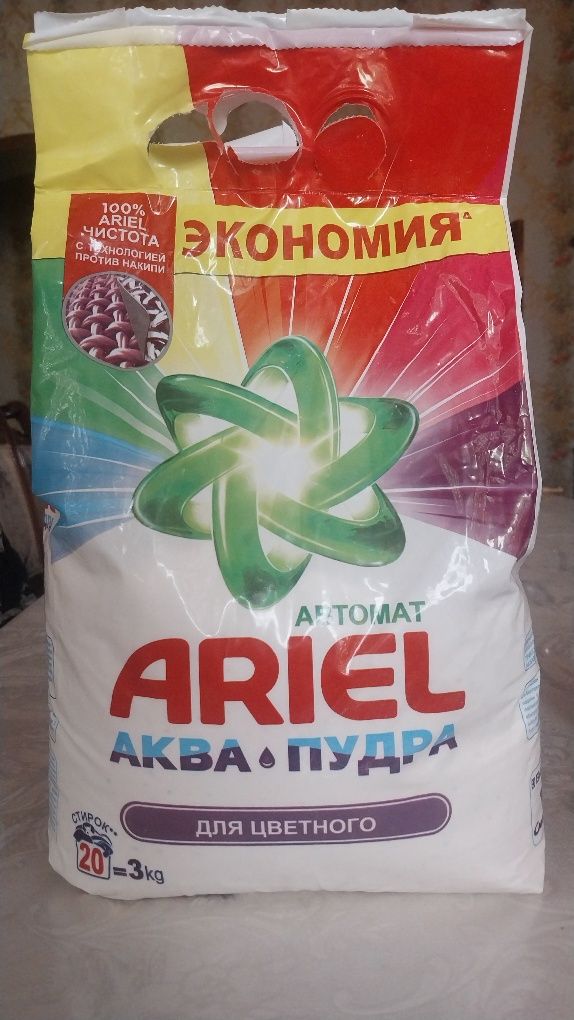 100%
ARIEL
ЧИСТОТА
С ТЕХНОЛОГИЕЙ
ПРОТИВ НАКИПИ
ЭКОНОМИЯ
АВТОМАТ
ARIEL
АКВА ПУДРА
ДЛЯ ЦВЕТНОГО
СТИРОК**
20 =3kg